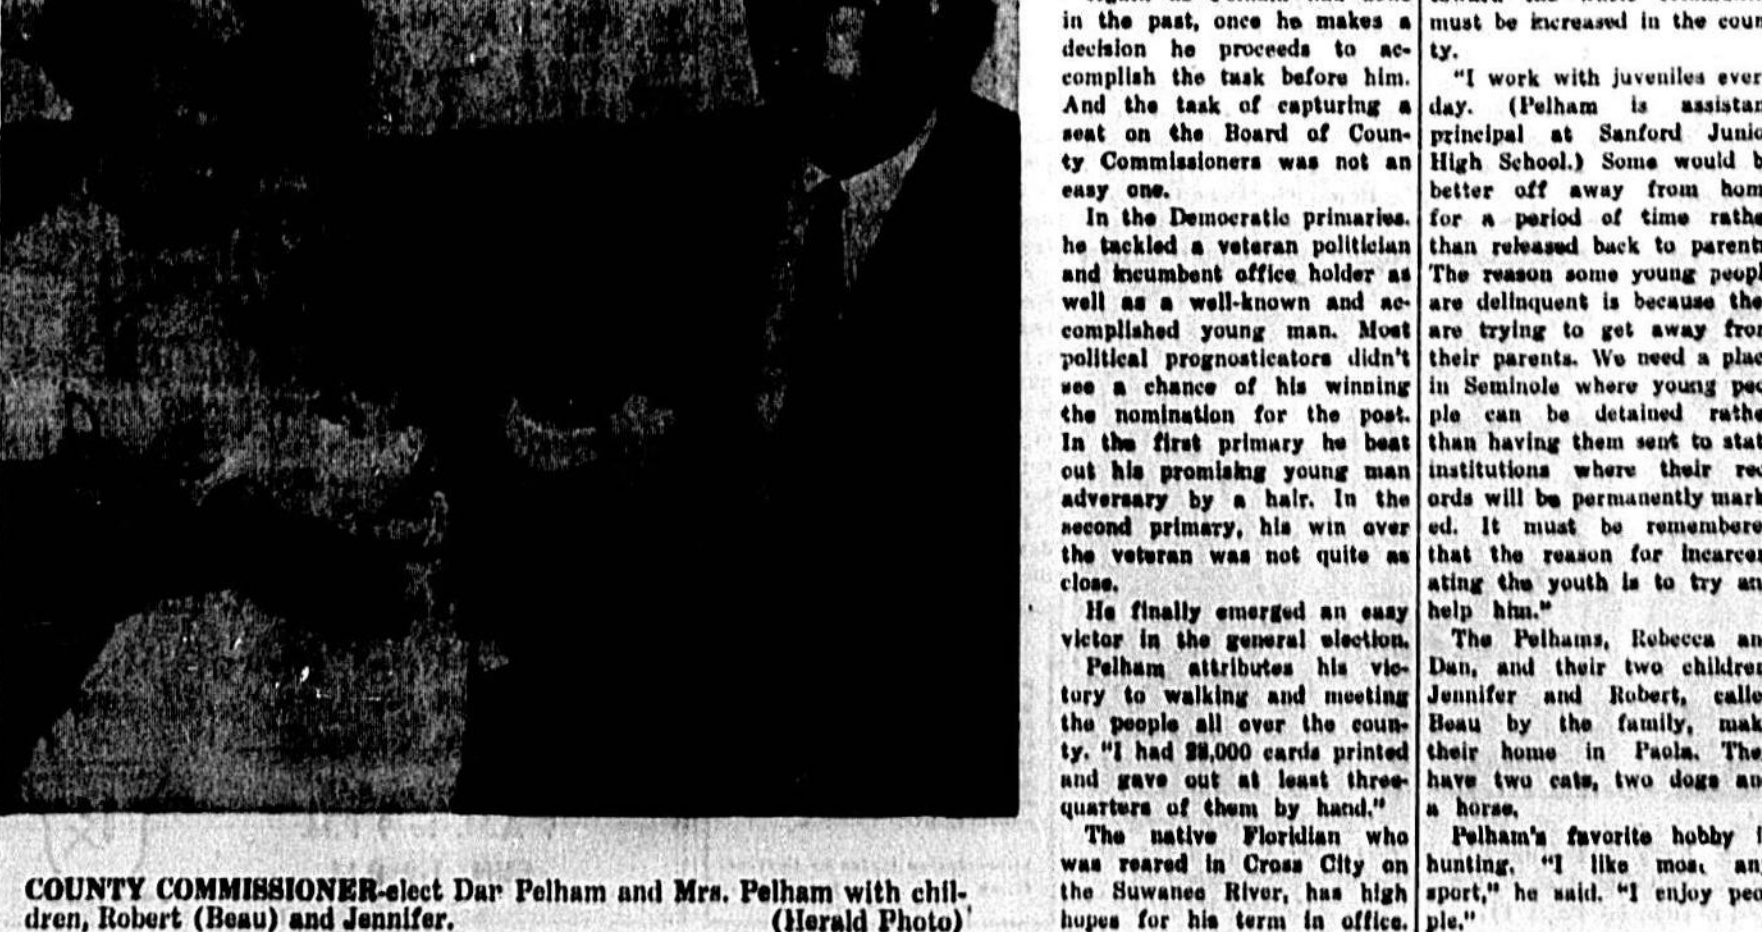 in the past, once he makes a
decision he proceeds to ac-
complish the task before him.
And the task of capturing a
seat on the Board of Coun-
ty Commissioners was not an
easy one.
In the Democratic primaries.
he tackled a veteran politician
and incumbent office holder as
well as a well-known and ac-
complished young man. Most
political prognosticators didn't
see a chance of his winning
the nomination for the post.
In the first primary he beat
out his promising young man
adversary by a hair. In the
second primary, his win over
the veteran was not quite as
close.
He finally emerged an easy
victor in the general election.
Pelham attributes his vic-
tory to walking and meeting
the people all over the coun-
ty. "I had cards printed
and gave out at least three-
quarters of them by hand."
The native Floridian who
was reared in Cross City on
the Suwanee River, has high
hopes for his term in office.
must be increased in the coun
ty.
"I work with juveniles ever
day. (Pelham is assistan
principal at Sanford Junio
High School.) Some would b
better off away from hom
for a period of time rathe
than released back to parents
The reason some young peopl
are delinquent is because the
are trying to get away from
their parents. We need a plac
in Seminole where young peo
ple can be detained rathe
than having them sent to stat
institutions where their rec
ords will be permanently mark
ed. It must be remembere
that the reason for incarcer
ating the youth is to try an
help him."
The Pelhams, Rebecca an
Dan, and their two children
Jennifer and Robert, calle
Beau by the family, mak
their home in Paola. The
have two cats, two dogs an
a horse.
Pelham's favorite hobby i
hunting. "I like most an
sport," he said. "I enjoy peo
ple."
COUNTY COMMISSIONER-elect Dan Pelham and Mrs. Pelham with chil-
dren, Robert (Beau) and Jennifer. (Herald Photo)